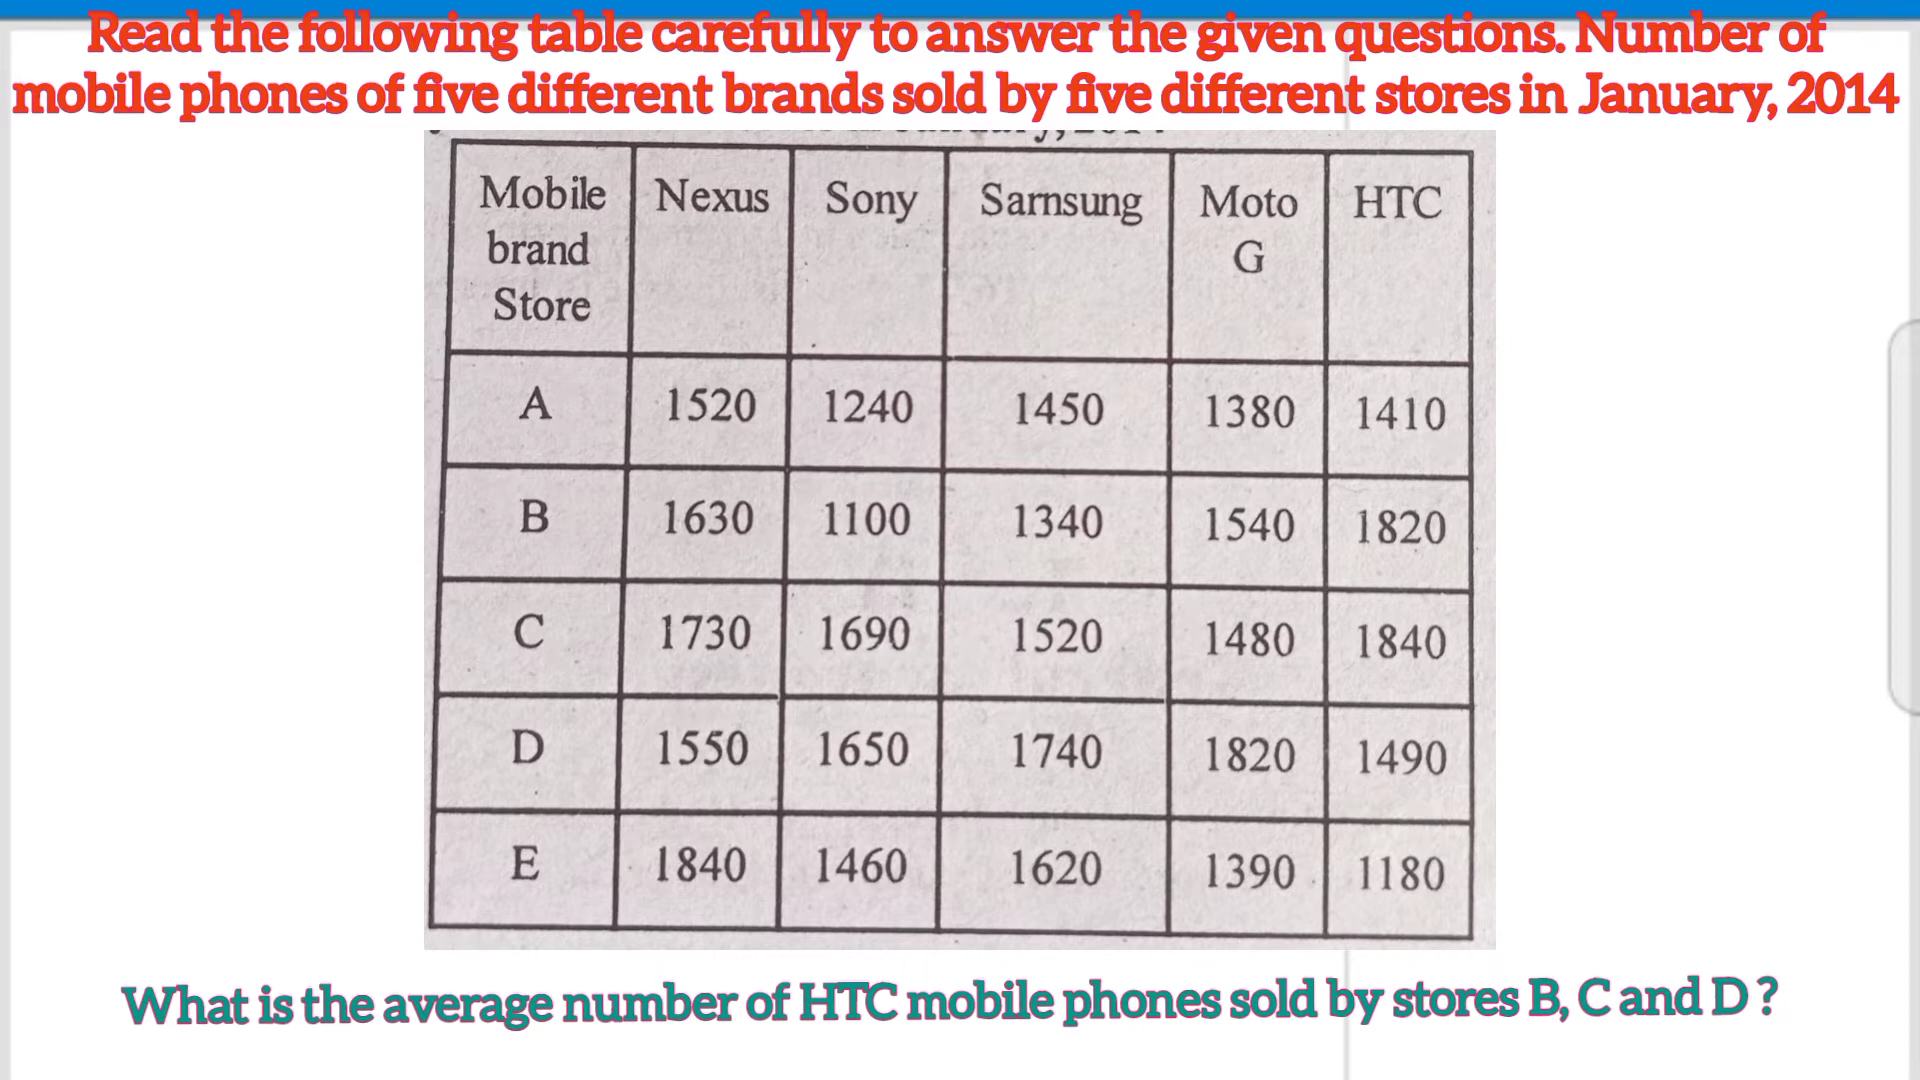 Read the following table carefully to answer the given questions. Number of
mobile phones of five different brands sold by five different stores in January, 2014
Mobile brand Store Nexus Sony Samsung Moto G HTC
A 1520 1240 1450 1380 1410
B 1630 1100 1340 1540 1820
C 1730 1690 1520 1480 1840
D 1550 1650 1740 1820 1490
E 1840 1460 1620 1390 1180
What is the average number of HTC mobile phones sold by stores B, C and D ?